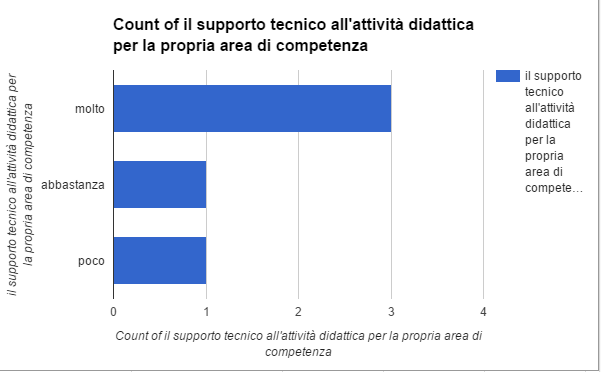 Count of il supporto tecnico all'attività didattica
per la propria area di competenza
il supporto tecnico all'attività didattica per
la propria area di competenza
molto
abbastanza
poco
0 1 2 3 4
Count of il supporto tecnico all'attività didattica per la propria area di
competenza
il supporto
tecnico
all'attività
didattica
per la
propria
area di
compete…